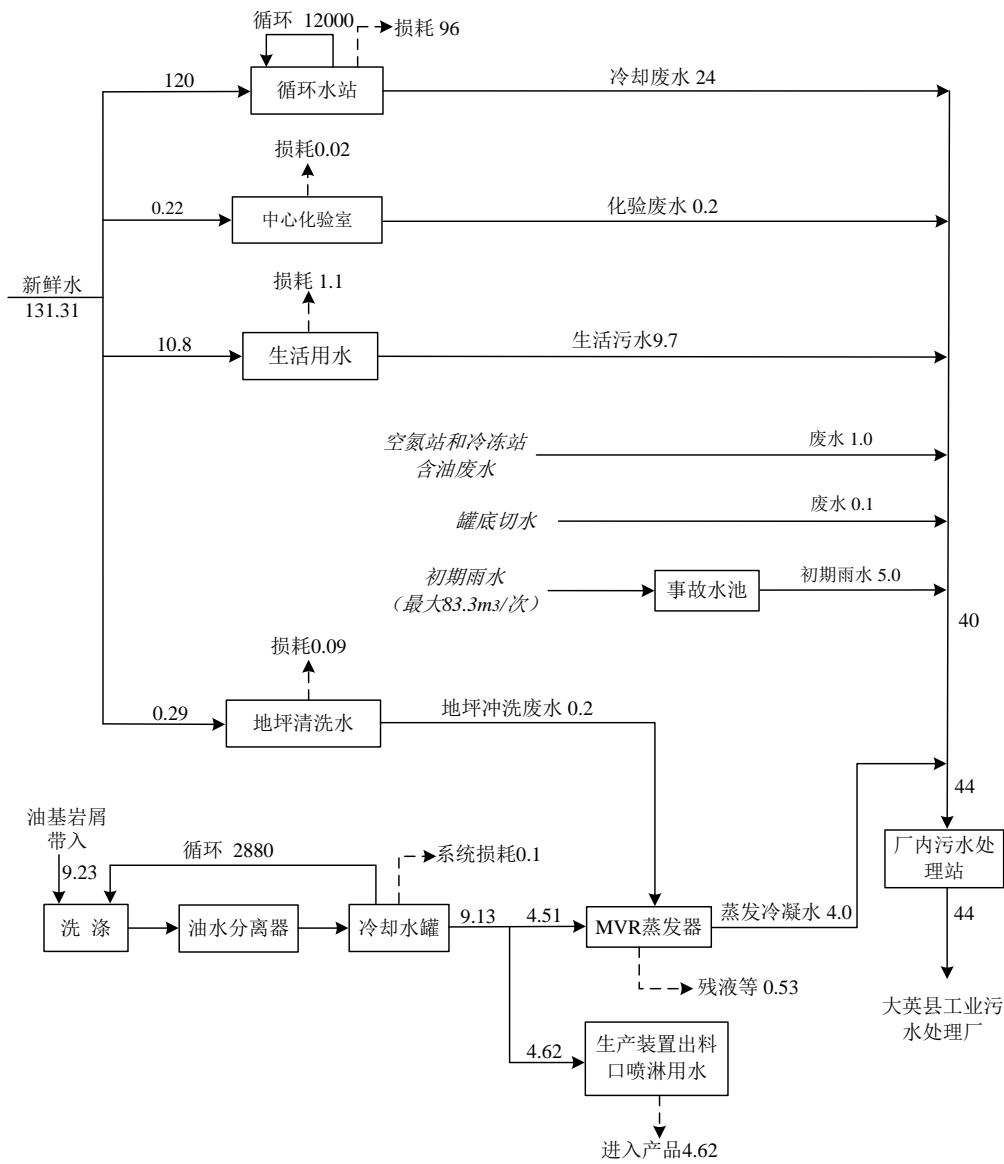 循环 12000
损耗 96
120
循环水站
冷却废水 24
损耗0.02
0.22
中心化验室
化验废水 0.2
新鲜水
131.31
损耗 1.1
10.8
生活用水
生活污水9.7
空氮站和冷冻站
含油废水
废水 1.0
罐底切水
废水 0.1
初期雨水
（最大83.3m3/次）
事故水池
初期雨水 5.0
40
损耗0.09
0.29
地坪清洗水
地坪冲洗废水 0.2
44
油基岩屑
带入
9.23
循环 2880
系统损耗0.1
洗 涤
油水分离器
冷却水罐
9.13
4.51
MVR蒸发器
蒸发冷凝水 4.0
厂内污水处
理站
44
残液等 0.53
大英县工业污
水处理厂
4.62
生产装置出料
口喷淋用水
进入产品4.62